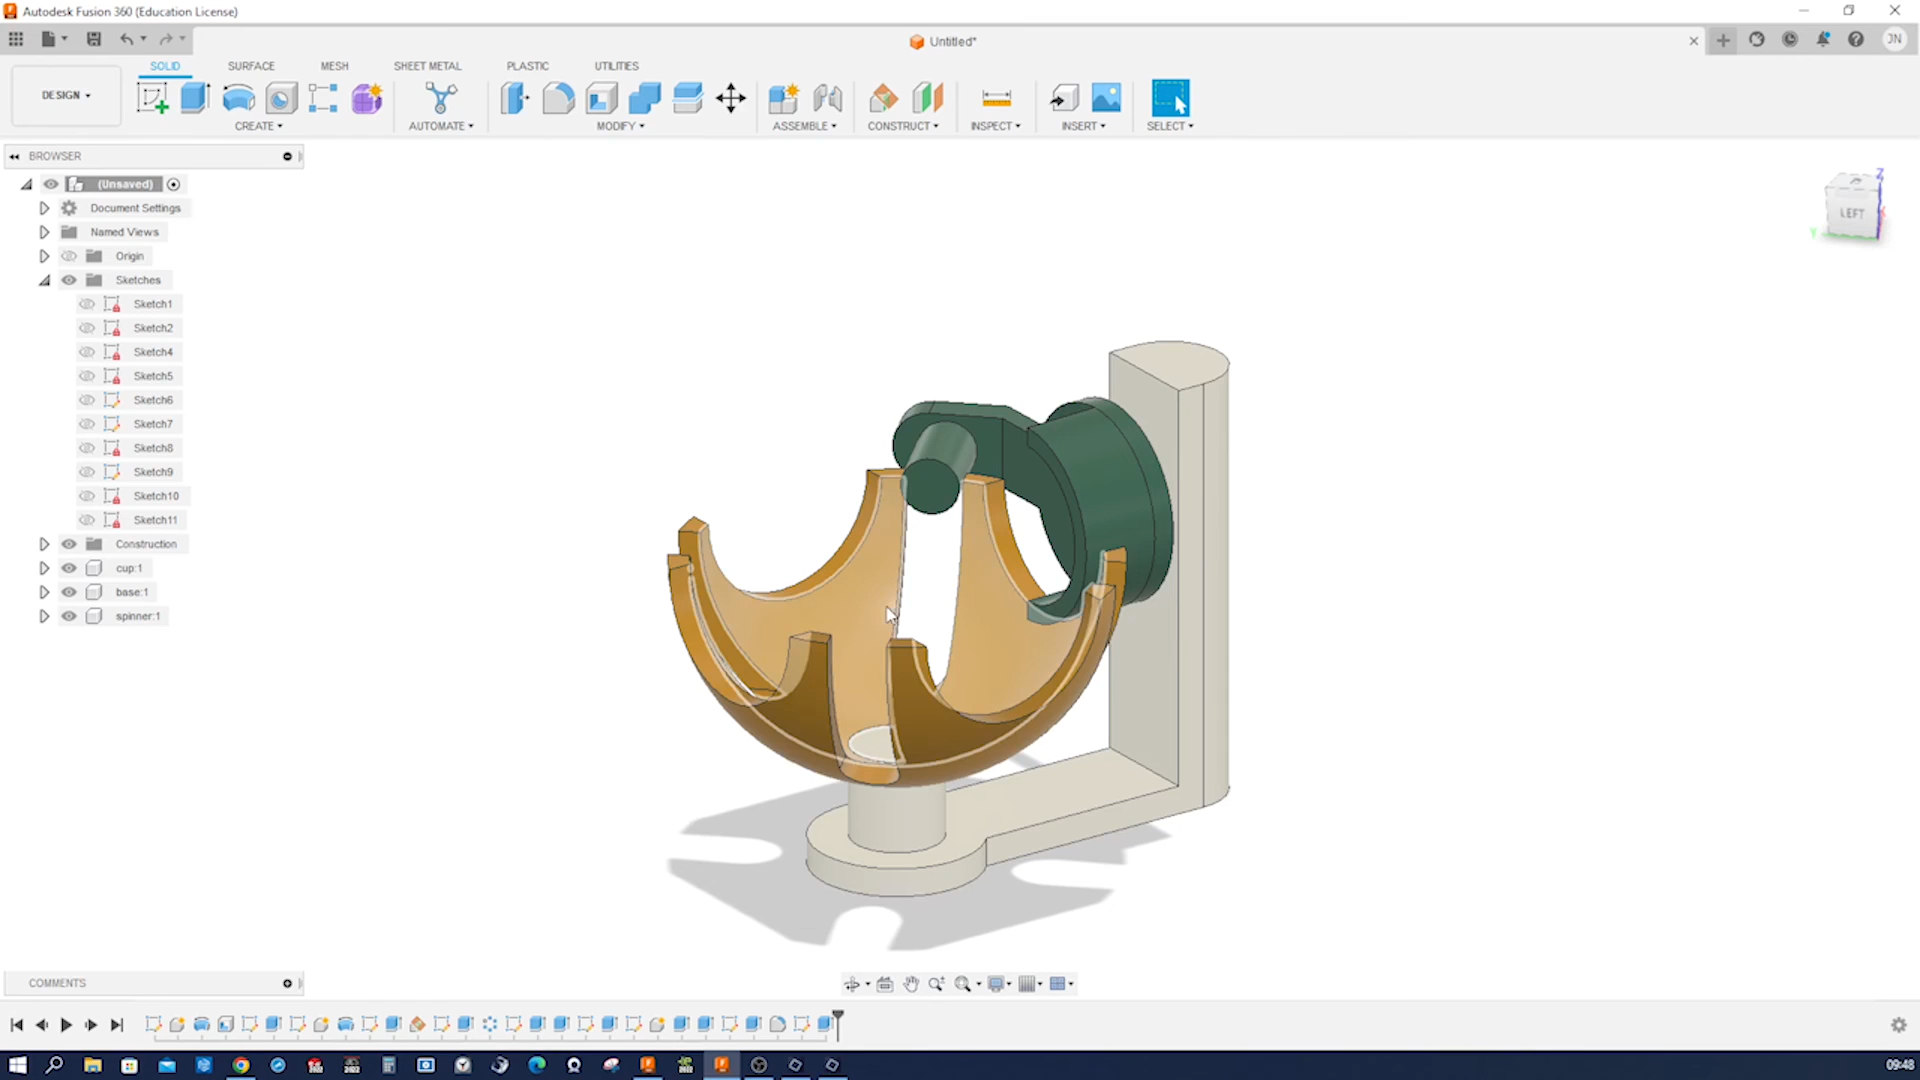 Autodesk Fusion 360 (Education License)
Untitled*
JN
DESIGN
SOLID
SURFACE
MESH
SHEET METAL
PLASTIC
UTILITIES
CREATE
AUTOMATE
MODIFY
ASSEMBLE
CONSTRUCT
INSPECT
INSERT
SELECT
BROWSER
(Unsaved)
Document Settings
Named Views
Origin
Sketches
Sketch1
Sketch2
Sketch4
Sketch5
Sketch6
Sketch7
Sketch8
Sketch9
Sketch10
Sketch11
Construction
cup:1
base:1
spinner:1
Z
LEFT
Y
COMMENTS
09:48